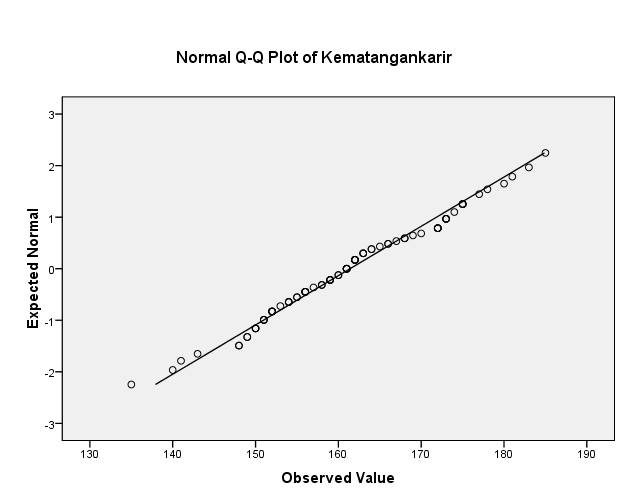 Normal Q-Q Plot of Kematangankarir
Expected Normal
3
2
1
0
-1
-2
-3
130 140 150 160 170 180 190
Observed Value